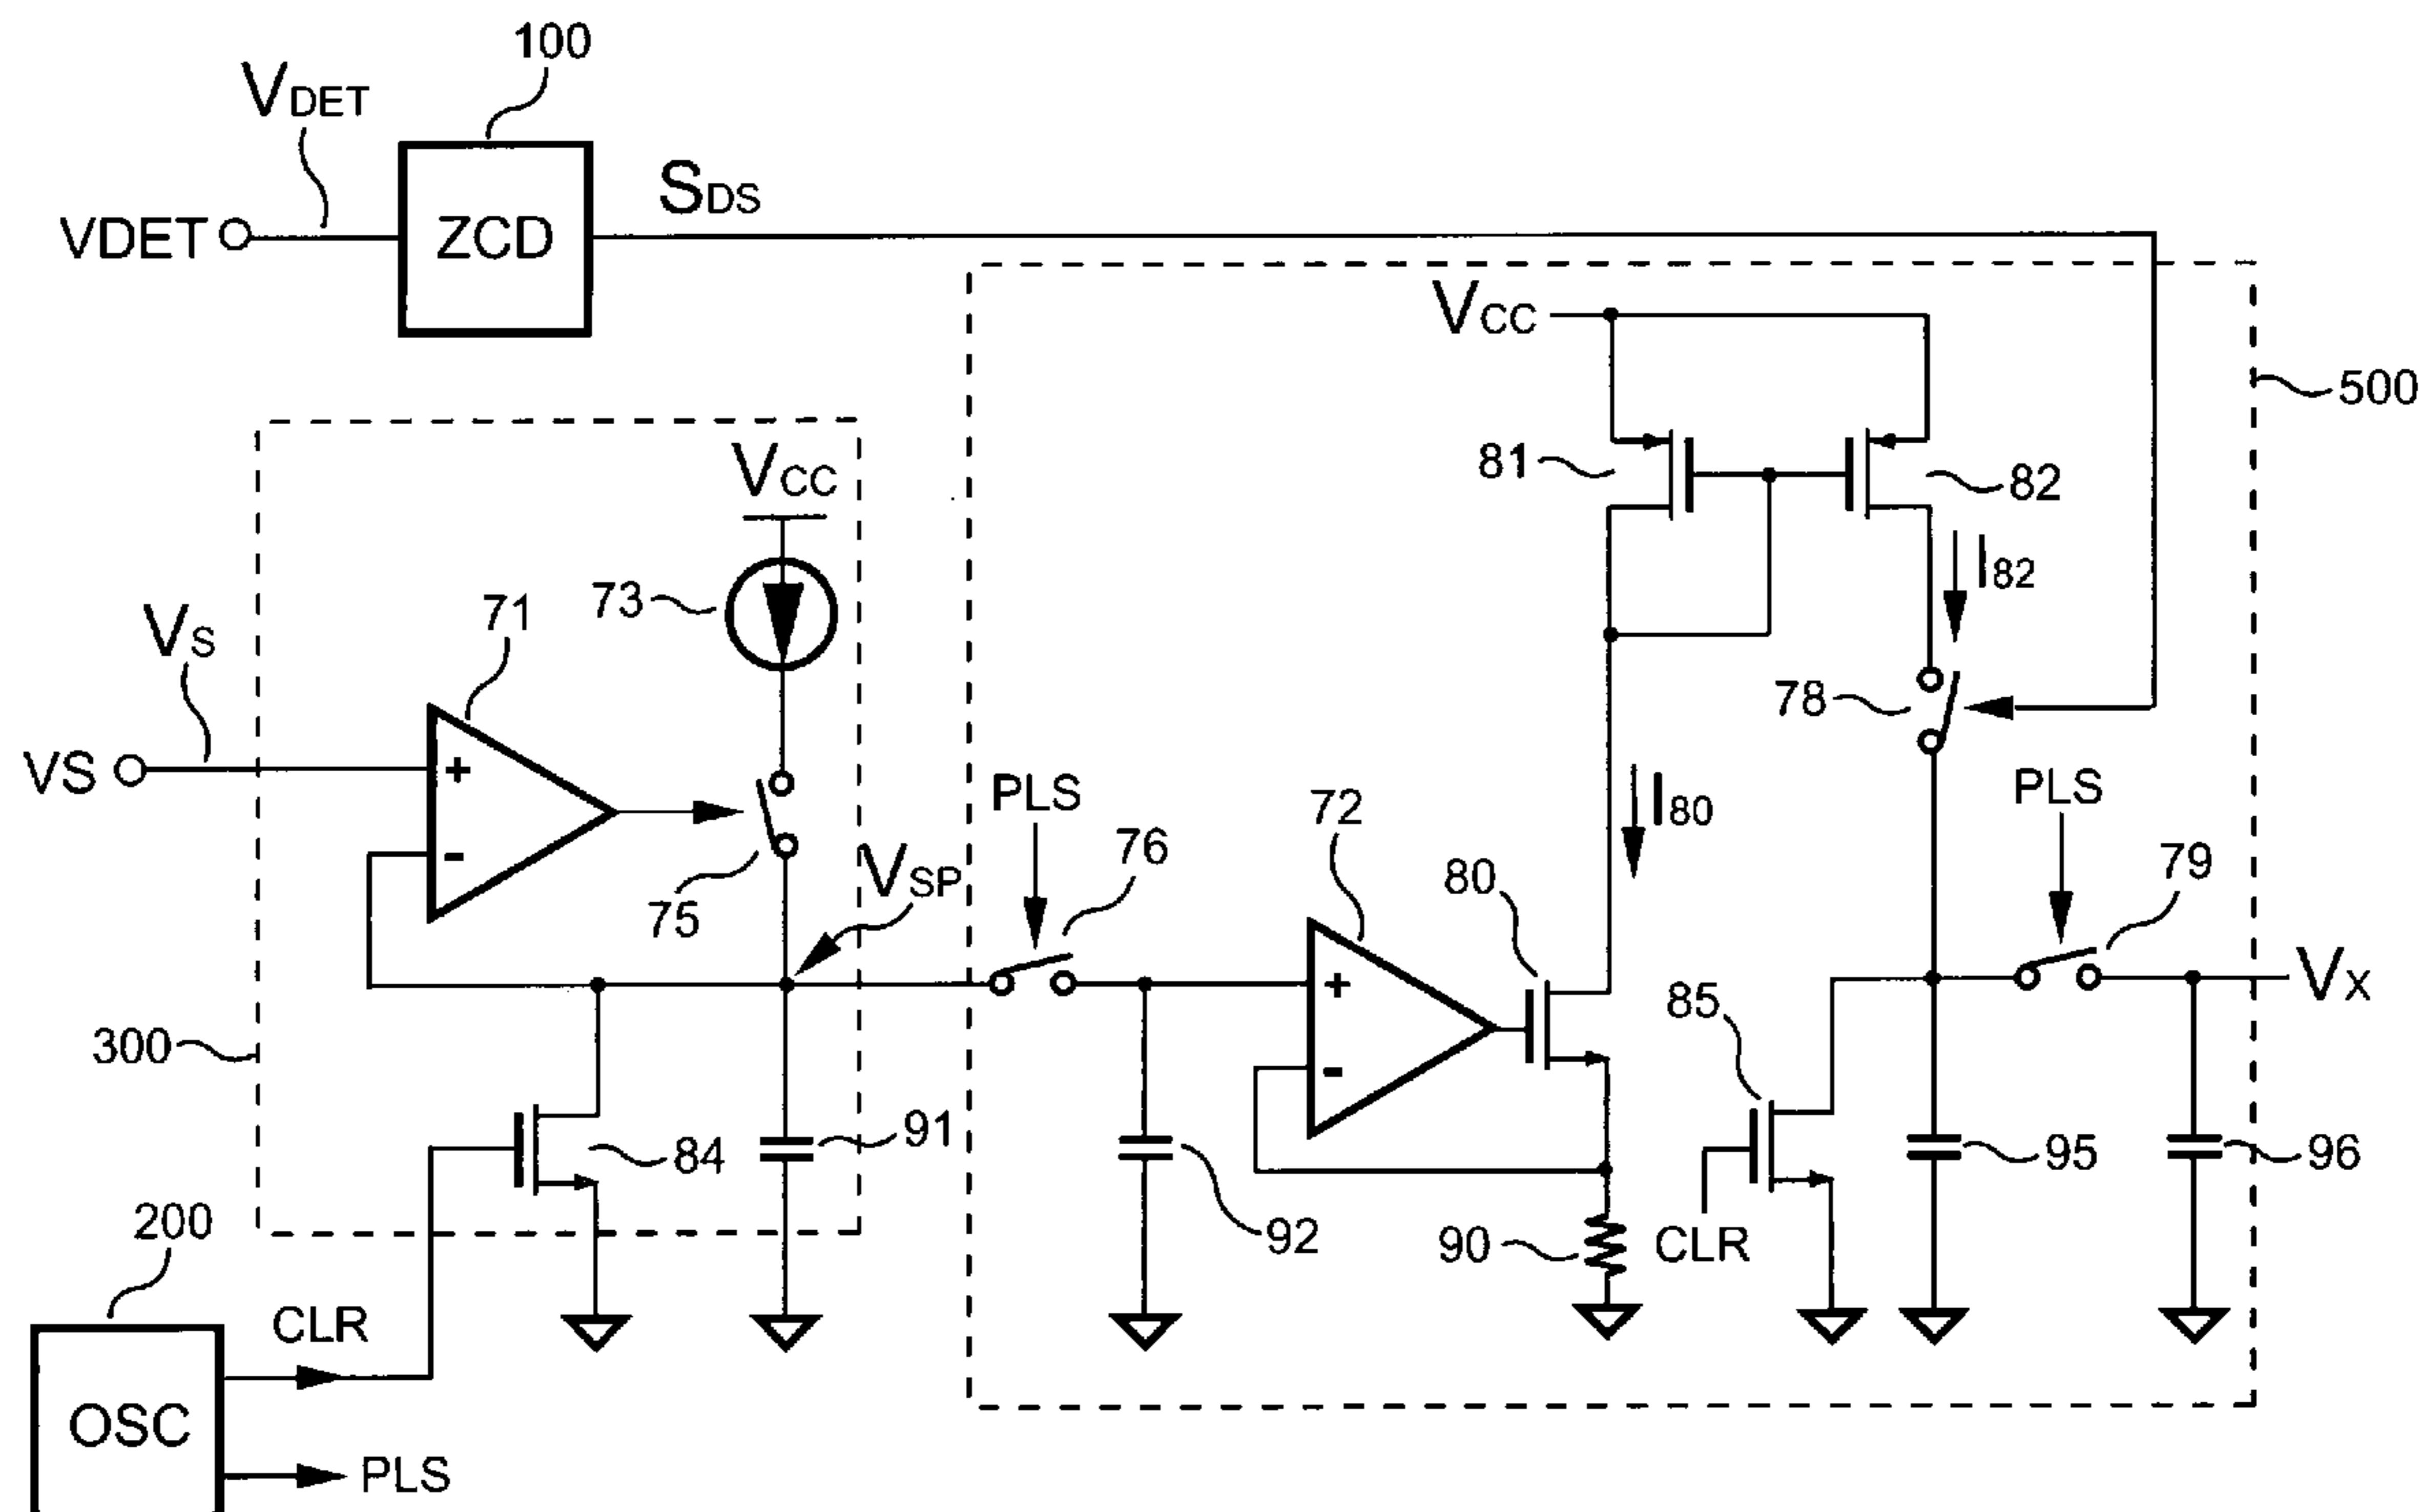 100
VDET
VDET
ZCD
SDS
VCC
500
81
82
I82
VCC
73
71
VS
VS
78
PLS
PLS
72
I80
76
79
80
75
VSP
VX
85
300
84
91
95
96
92
90
CLR
200
CLR
OSC
PLS